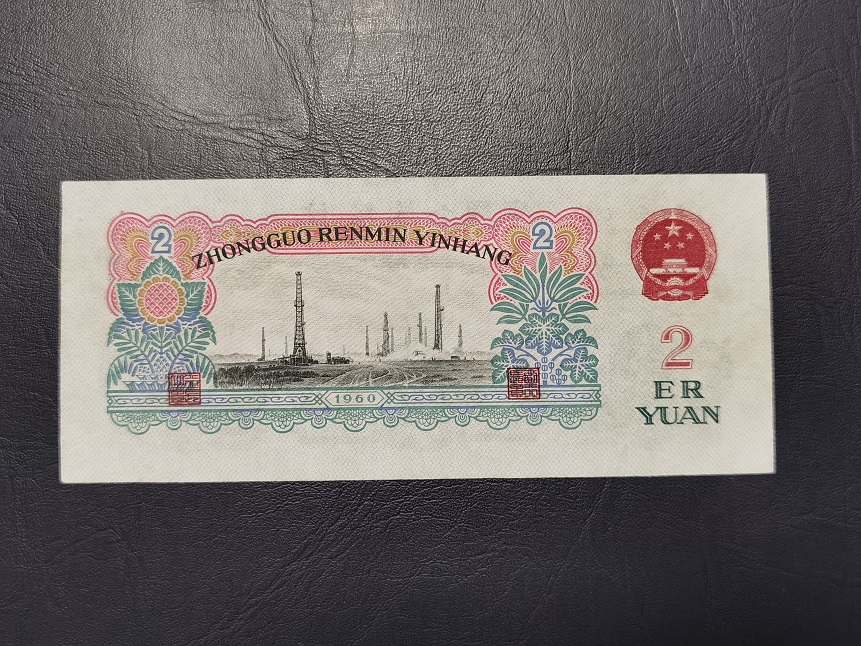 ZHONGGUO RENMIN YINHANG
2
2
1960
2
ER
YUAN